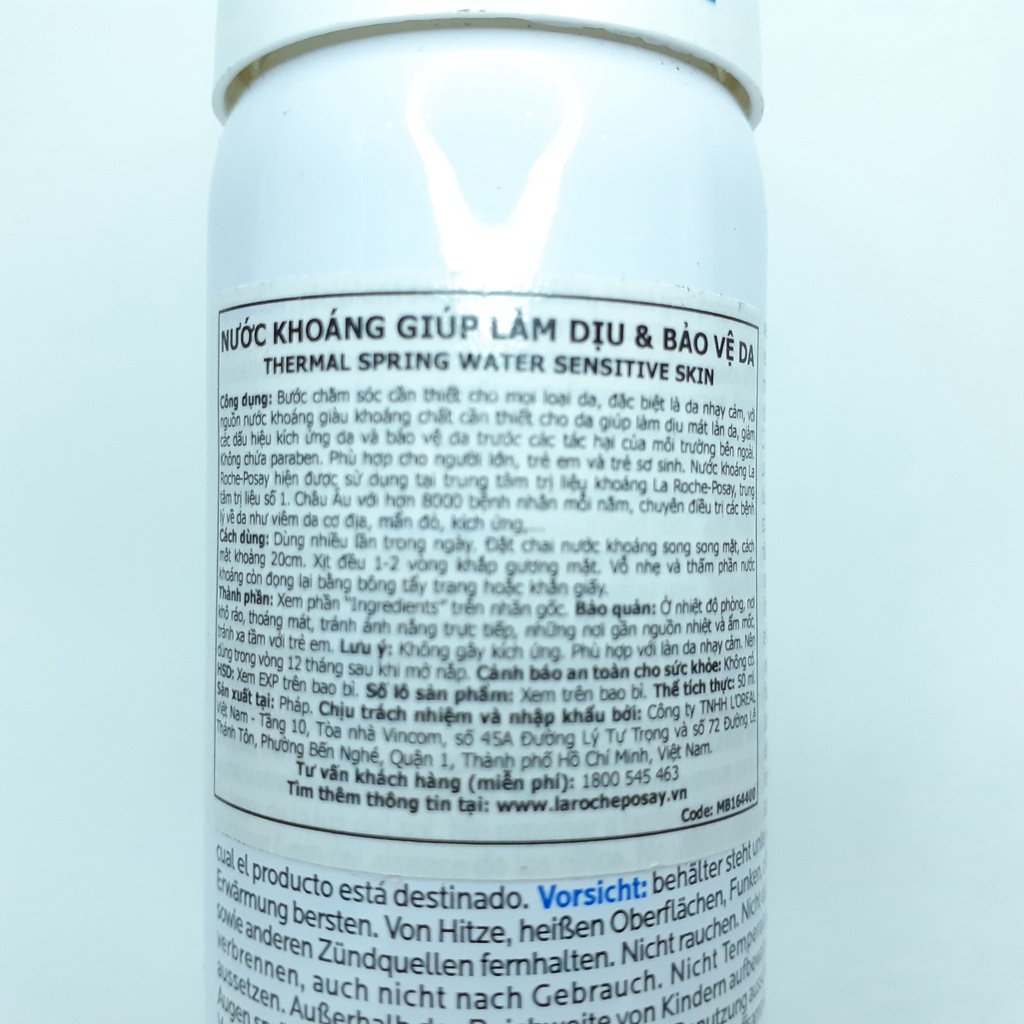 NƯỚC KHOÁNG GIÚP LÀM DỊU & BẢO VỆ DA
THERMAL SPRING WATER SENSITIVE SKIN
Công dụng: Bước chăm sóc cần thiết cho mọi loại da, đặc biệt là da nhạy cảm, với
nguồn nước khoáng giàu khoáng chất cần thiết cho da giúp làm dịu mát làn da, giảm
các dấu hiệu kích ứng da và bảo vệ da trước các tác hại của môi trường bên ngoài.
Không chứa paraben. Phù hợp cho người lớn, trẻ em và trẻ sơ sinh. Nước khoáng La
Roche-Posay hiện được sử dụng tại trung tâm trị liệu khoáng La Roche-Posay, trung
tâm trị liệu số 1. Châu Âu với hơn 8000 bệnh nhân mỗi năm, chuyên điều trị các bệnh
lý về da như viêm da cơ địa, mẩn đỏ, kích ứng,...
Cách dùng: Dùng nhiều lần trong ngày. Đặt chai nước khoáng song song mặt, cách
mặt khoảng 20cm. Xịt đều 1-2 vòng khắp gương mặt. Vỗ nhẹ và thấm phần nước
khoáng còn đọng lại bằng bông tẩy trang hoặc khăn giấy.
Thành phần: Xem phần "Ingredients" trên nhãn gốc. Bảo quản: Ở nhiệt độ phòng, nơi
khô ráo, thoáng mát, tránh ánh nắng trực tiếp, những nơi gần nguồn nhiệt và ẩm mốc,
tránh xa tầm với trẻ em. Lưu ý: Không gây kích ứng. Phù hợp với làn da nhạy cảm. Nên
dùng trong vòng 12 tháng sau khi mở nắp. Cảnh báo an toàn cho sức khỏe: Không có.
HSD: Xem EXP trên bao bì. Số lô sản phẩm: Xem trên bao bì. Thể tích thực: 50 ml.
Sản xuất tại: Pháp. Chịu trách nhiệm và nhập khẩu bởi: Công ty TNHH L'OREAL
Việt Nam - Tầng 10, Tòa nhà Vincom, số 45A Đường Lý Tự Trọng và số 72 Đường Lê
Thánh Tôn, Phường Bến Nghé, Quận 1, Thành phố Hồ Chí Minh, Việt Nam.
Tư vấn khách hàng (miễn phí): 1800 545 463
Tìm thêm thông tin tại: www.larocheposay.vn
Code: MB164400
cual el producto está destinado. Vorsicht: behälter steht
Erwärmung bersten. Von Hitze, heißen Oberflächen, Funken,
sowie anderen Zündquellen fernhalten. Nicht rauchen. Nicht
verbrennen, auch nicht nach Gebrauch. Nicht
aussetzen. Außerhalb der Reichweite von Kindern
Augen